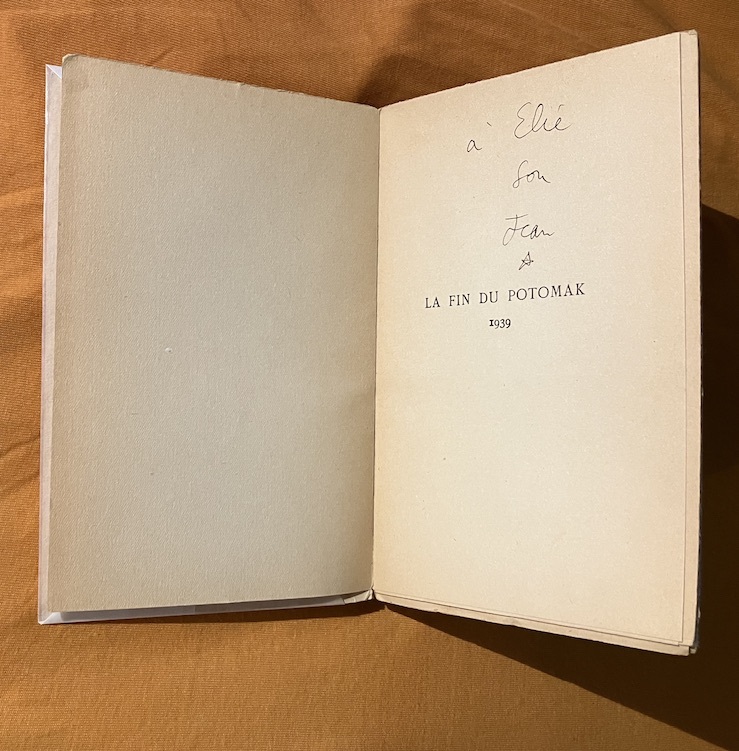 à Elié
son
Jean
LA FIN DU POTOMAK
1939